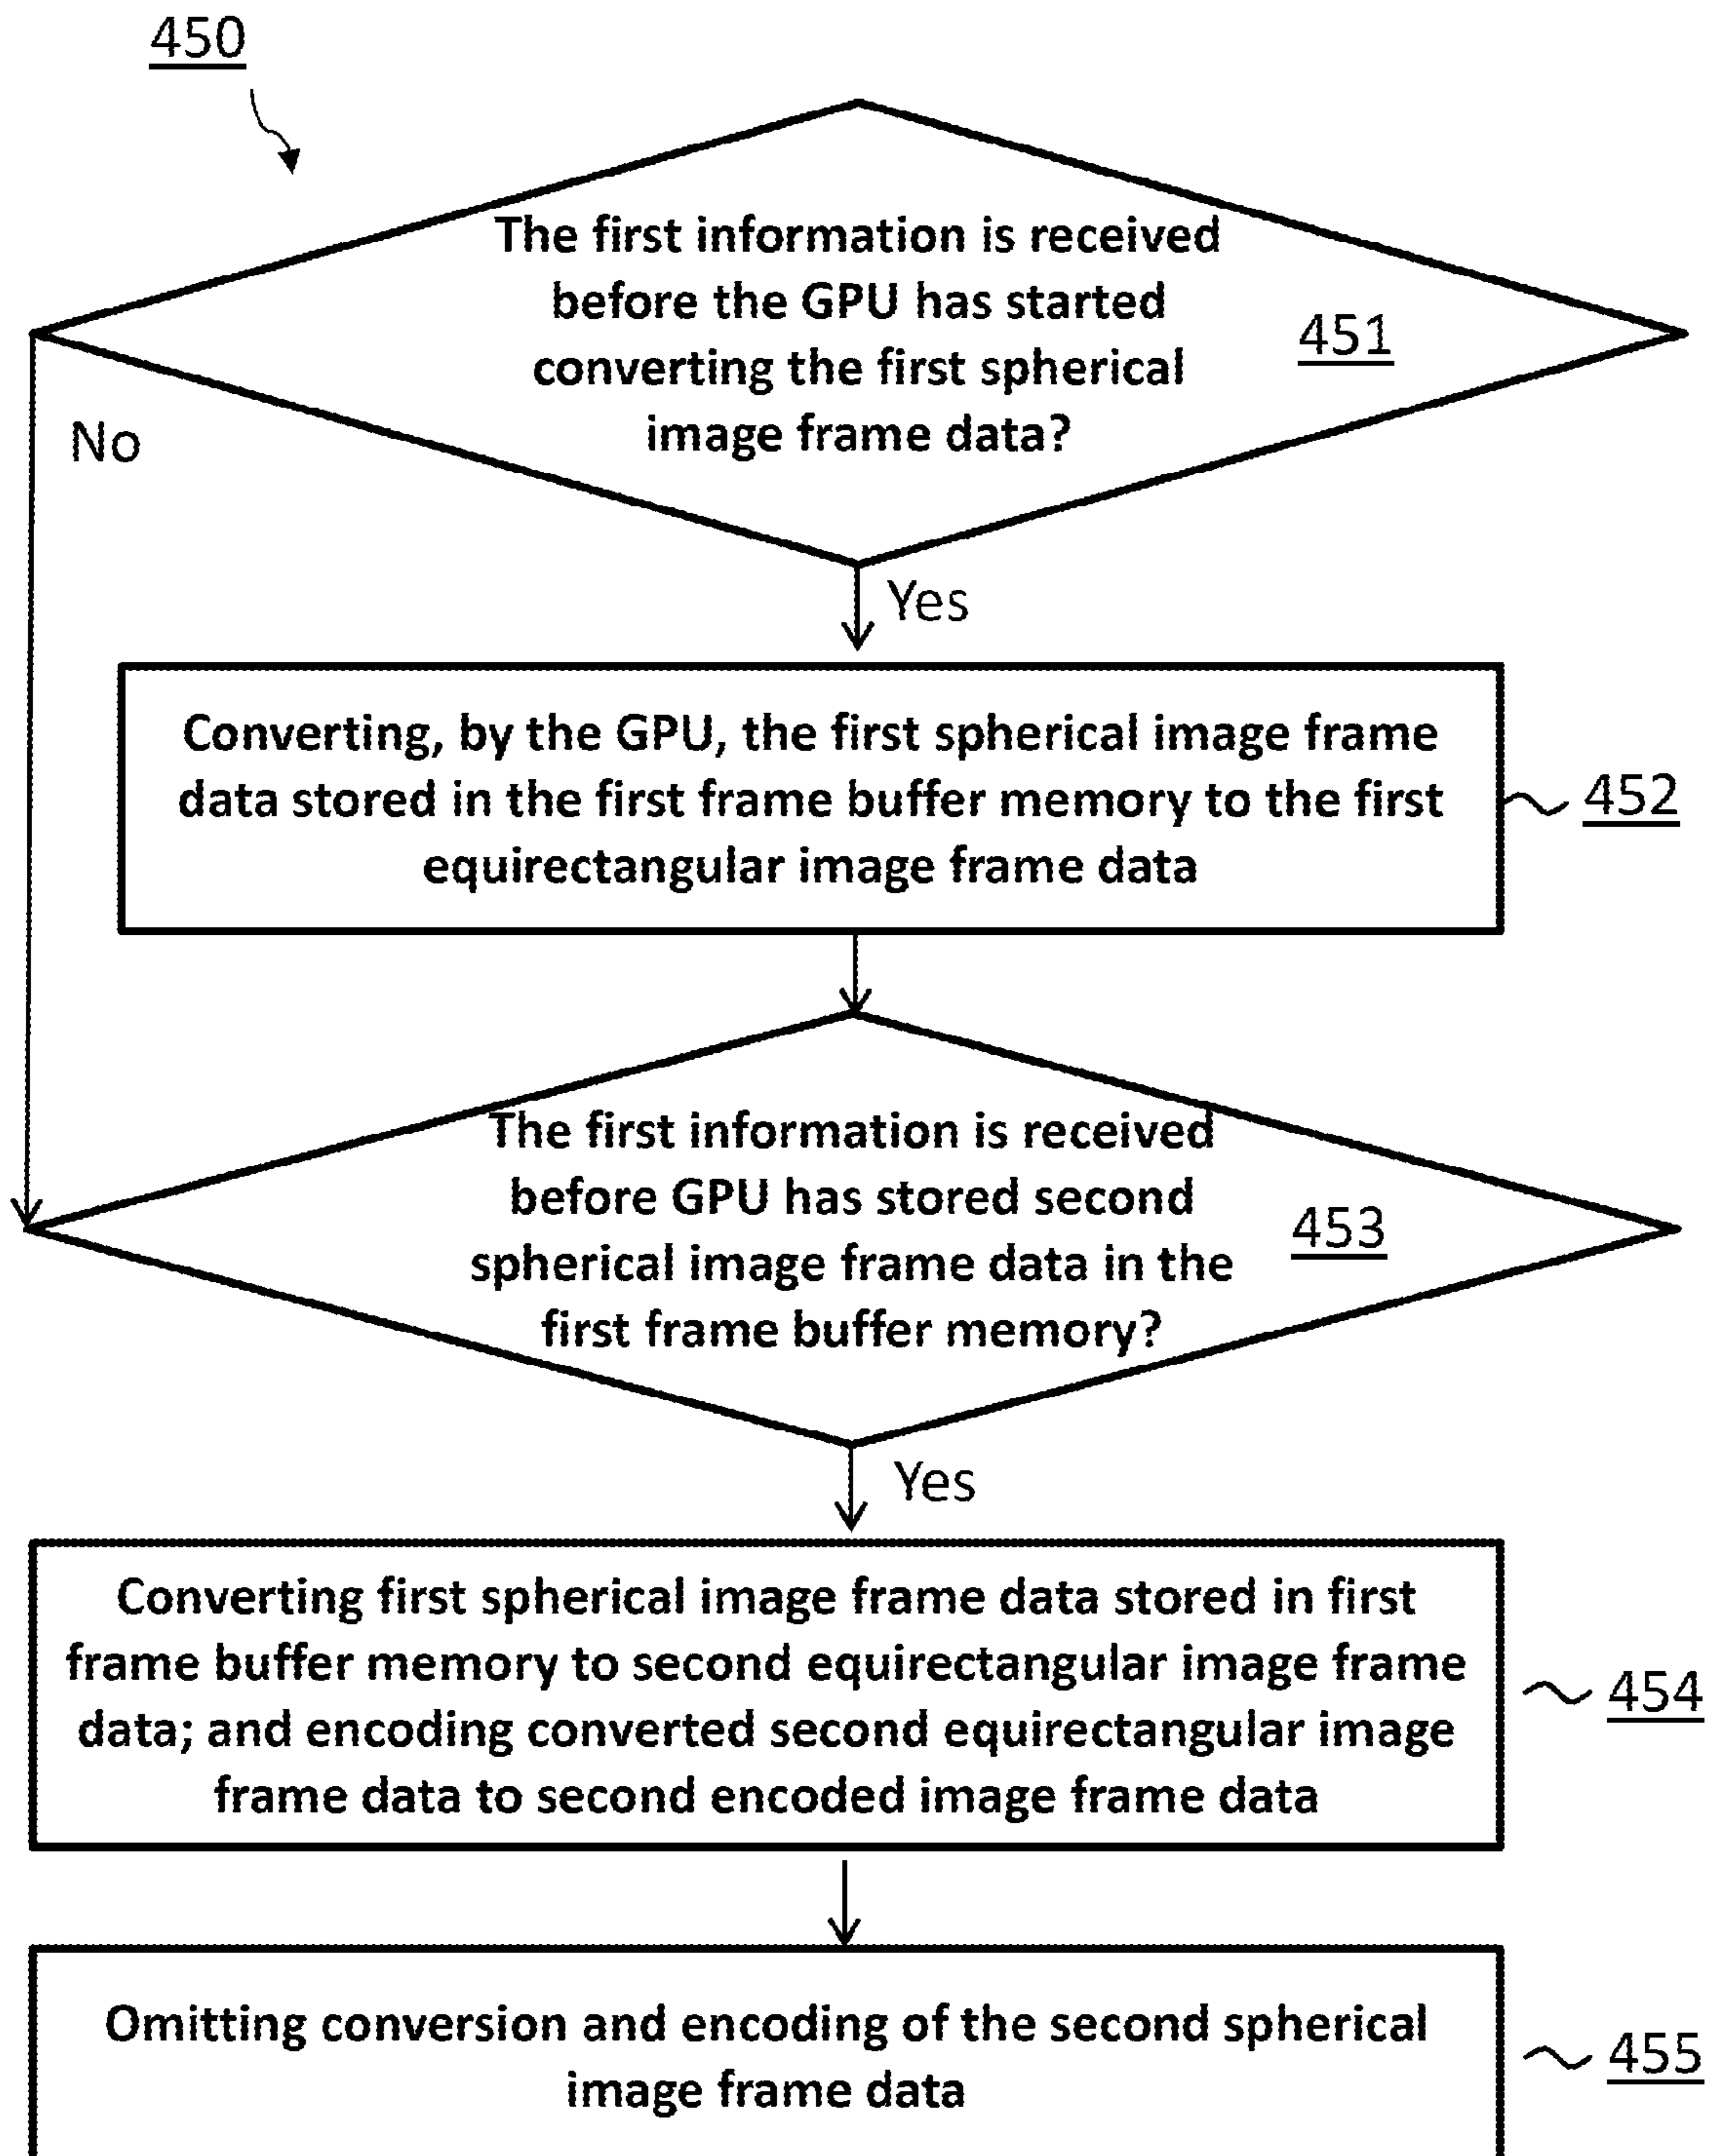 450
The first information is received
before the GPU has started
converting the first spherical
image frame data?
451
No
Yes
Converting, by the GPU, the first spherical image frame
data stored in the first frame buffer memory to the first
equirectangular image frame data
452
The first information is received
before GPU has stored second
spherical image frame data in the
first frame buffer memory?
453
Yes
Converting first spherical image frame data stored in first
frame buffer memory to second equirectangular image frame
data; and encoding converted second equirectangular image
frame data to second encoded image frame data
454
Omitting conversion and encoding of the second spherical
image frame data
455